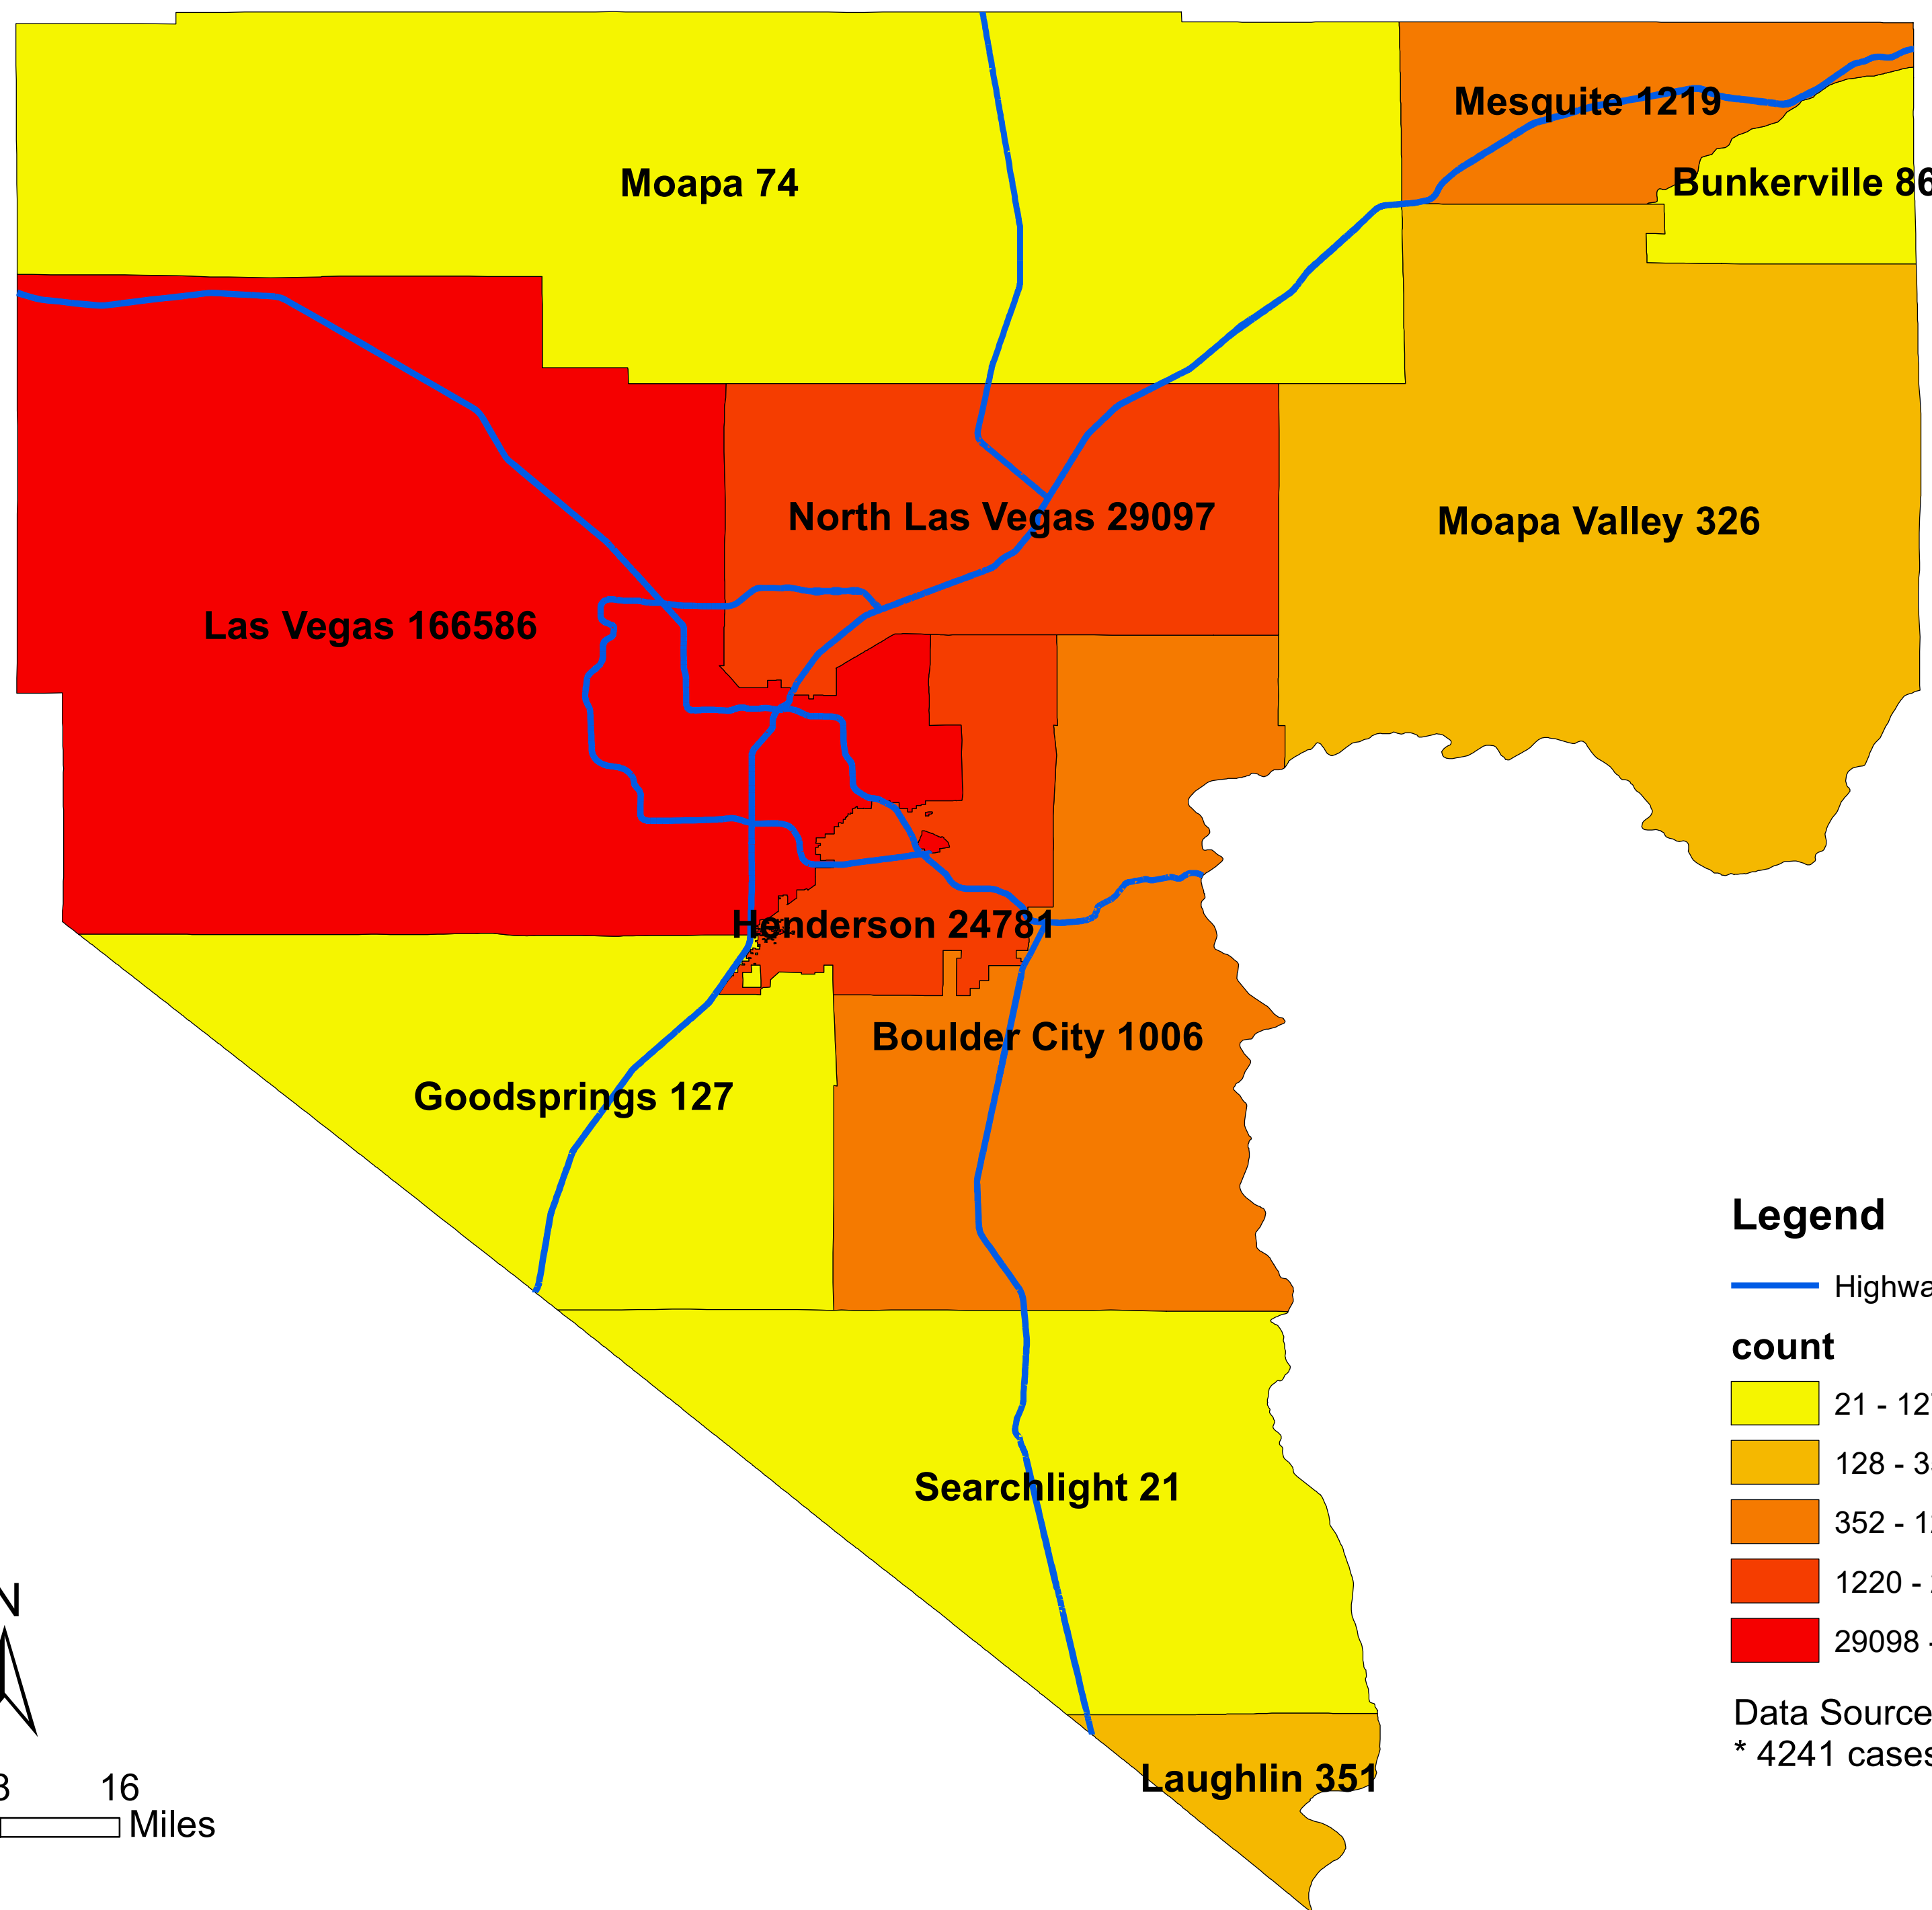 Mesquite 1219
Moapa 74
Bunkerville 86
North Las Vegas 29097
Moapa Valley 326
Las Vegas 166586
Henderson 24781
Boulder City 1006
Goodsprings 127
Searchlight 21
Laughlin 351
Legend
count
21 - 12
128 - 3
352 - 12
1220 -
29098 -
Data Source
* 4241 cases
N
16
Miles